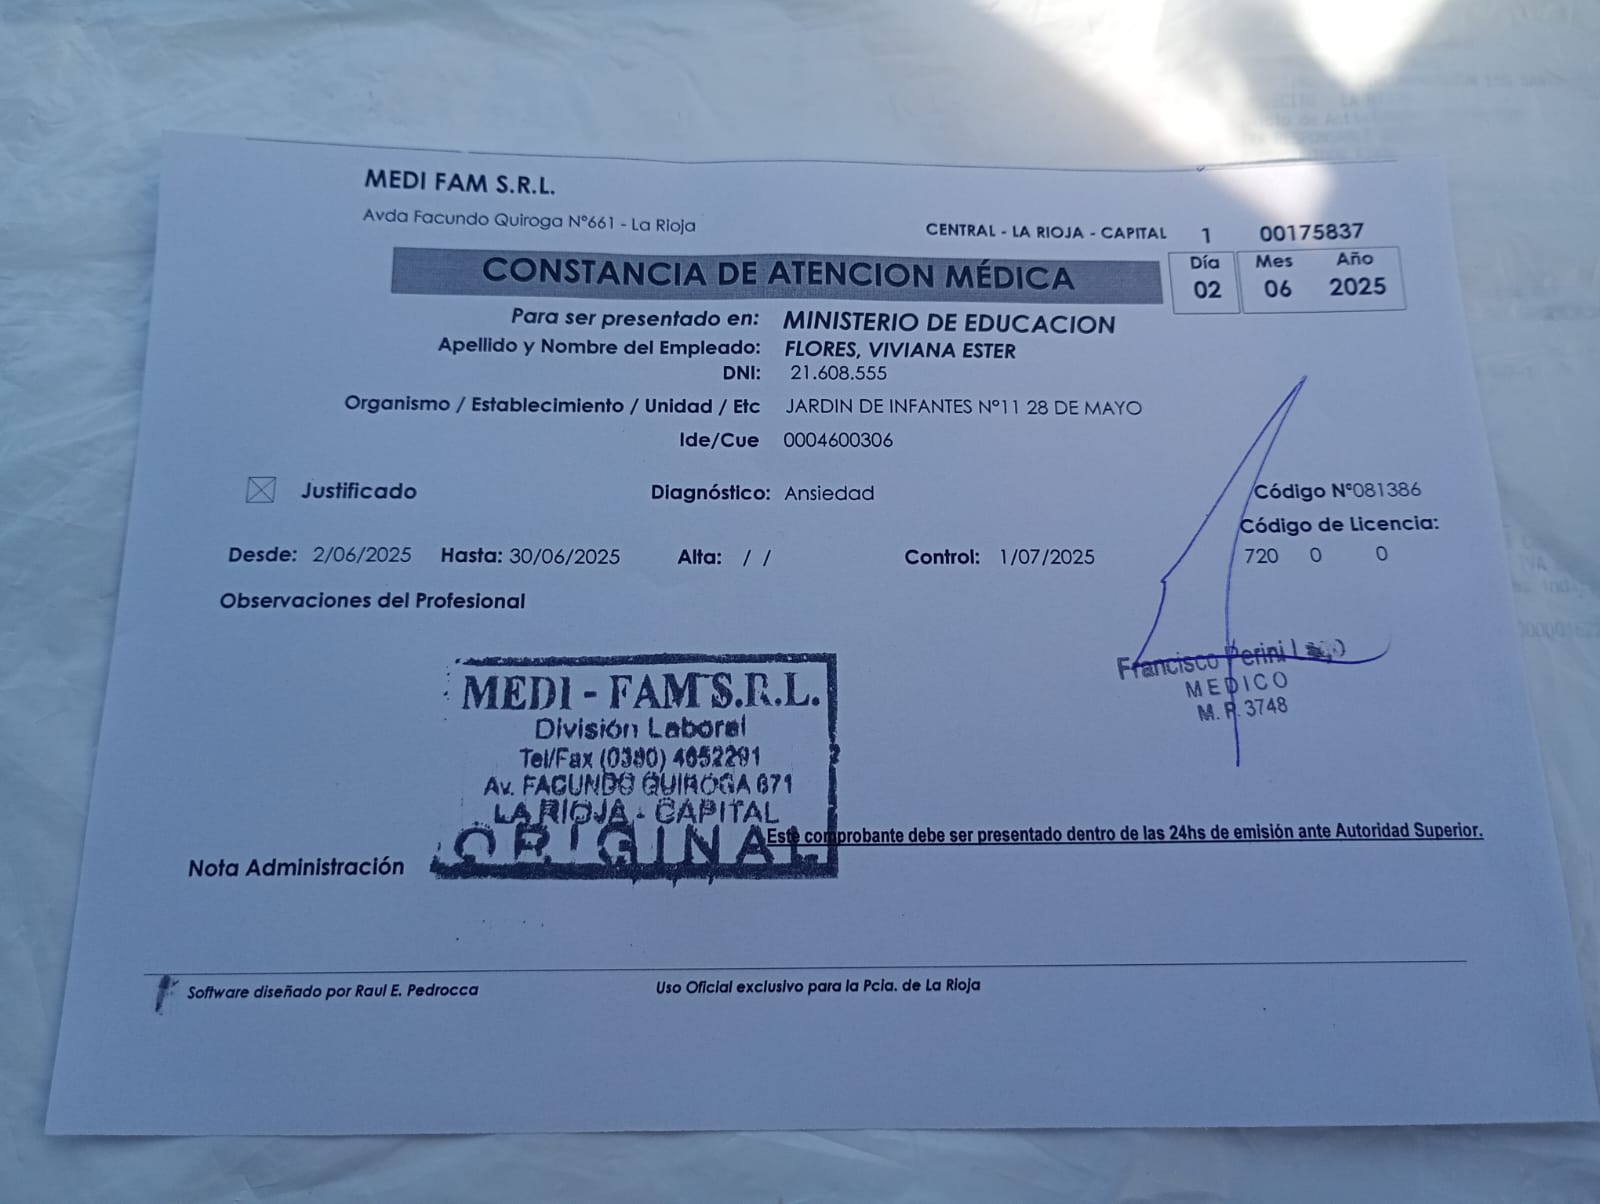 MEDI FAM S.R.L.
Avda Facundo Quiroga Nº661 - La Rioja
CENTRAL - LA RIOJA - CAPITAL 1 00175837
CONSTANCIA DE ATENCION MÉDICA
Día Mes Año
02 06 2025
Para ser presentado en: MINISTERIO DE EDUCACION
Apellido y Nombre del Empleado: FLORES, VIVIANA ESTER
DNI: 21.608.555
Organismo / Establecimiento / Unidad / Etc JARDIN DE INFANTES Nº11 28 DE MAYO
Ide/Cue 0004600306
Justificado Diagnóstico: Ansiedad Código Nº081386
Código de Licencia:
Desde: 2/06/2025 Hasta: 30/06/2025 Alta: / / Control: 1/07/2025 720 0 0
Observaciones del Profesional
Francisco Perini
MEDICO
M.P. 3748
MEDI - FAM S.R.L.
División Laboral
Tel/Fax (0380) 4652291
Av. FACUNDO QUIROGA 671
LA RIOJA - CAPITAL
ORIGINAL
Este comprobante debe ser presentado dentro de las 24hs de emisión ante Autoridad Superior.
Nota Administración
Software diseñado por Raul E. Pedrocca Uso Oficial exclusivo para la Pcia. de La Rioja